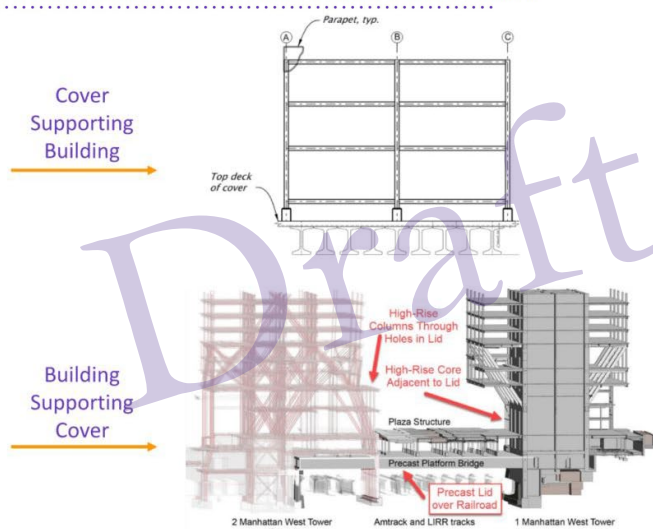 Parapet, typ.
A
B
C
Cover
Supporting
Building
Top deck
of cover
Draft
High-Rise
Columns Through
Holes in Lid
High-Rise Core
Adjacent to Lid
Building
Supporting
Cover
Plaza Structure
Precast Platform Bridge
Precast Lid
over Railroad
2 Manhattan West Tower
Amtrack and LIRR tracks
1 Manhattan West Tower